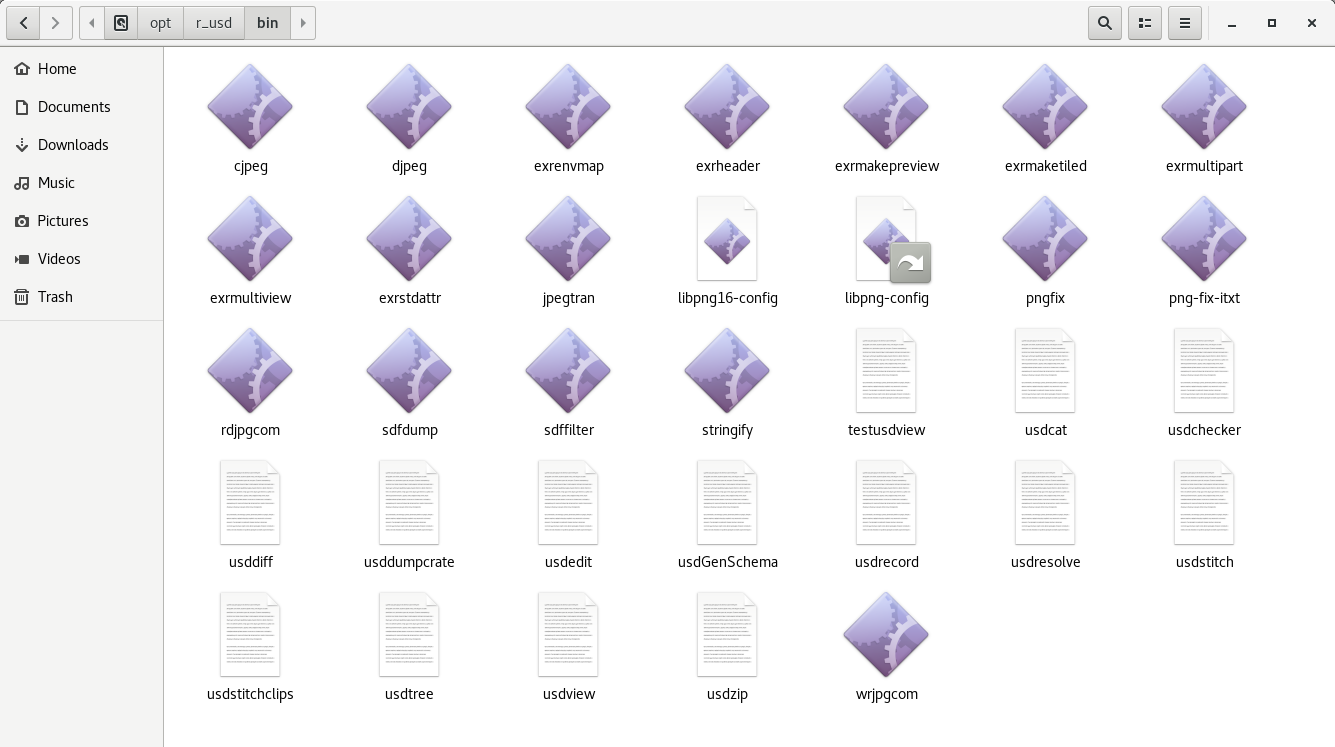 opt r_usd bin
Home
Documents
Downloads
Music
Pictures
Videos
Trash
cjpeg djpeg exrenvmap exrheader exrmakepreview exrmaketiled exrmultipart
exrmultiview exrstdattr jpegtran libpng16-config libpng-config pngfix png-fix-itxt
rdjpgcom sdfdump sdffilter stringify testusdview usdcat usdchecker
usddiff usddumpcrate usdedit usdGenSchema usdrecord usdresolve usdstitch
usdstitchclips usdtree usdview usdzip wrjpgcom